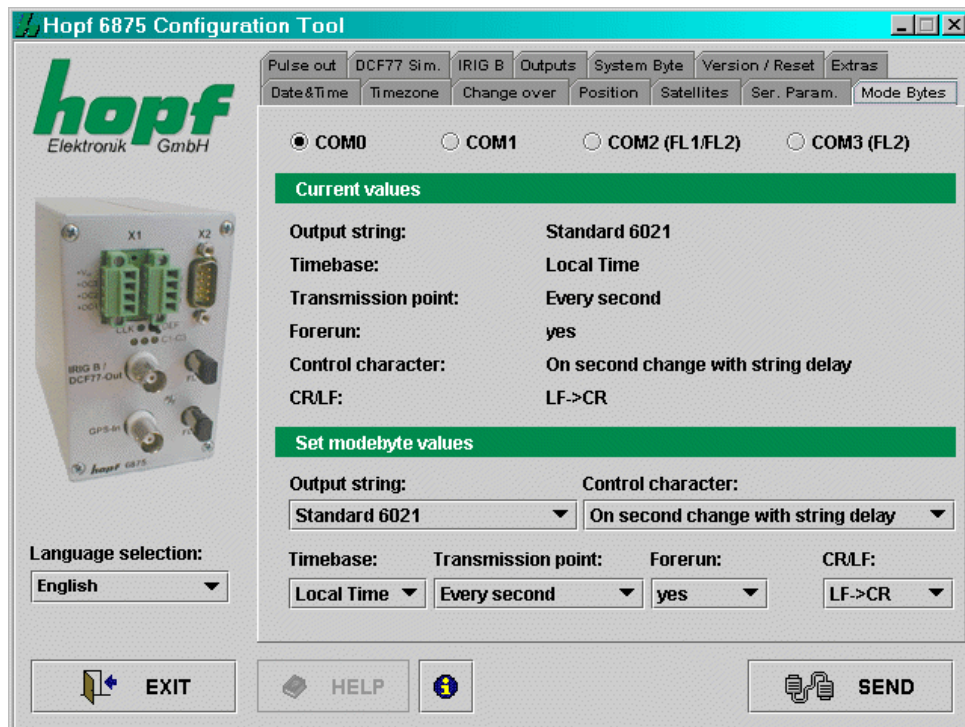 Hopf 6875 Configuration Tool
hopf
Elektronik GmbH
Pulse out DCF77 Sim. IRIG B Outputs System Byte Version / Reset Extras
Date&Time Timezone Change over Position Satellites Ser. Param. Mode Bytes
COM0 COM1 COM2 (FL1/FL2) COM3 (FL2)
Current values
Output string: Standard 6021
Timebase: Local Time
Transmission point: Every second
Forerun: yes
Control character: On second change with string delay
CR/LF: LF->CR
Set modebyte values
Output string: Control character:
Standard 6021 On second change with string delay
Timebase: Transmission point: Forerun: CR/LF:
Local Time Every second yes LF->CR
X1 X2
C1-C3
IRIG B /
DCF77-Out
GPS-In
hopf 6875
Language selection:
English
EXIT HELP SEND